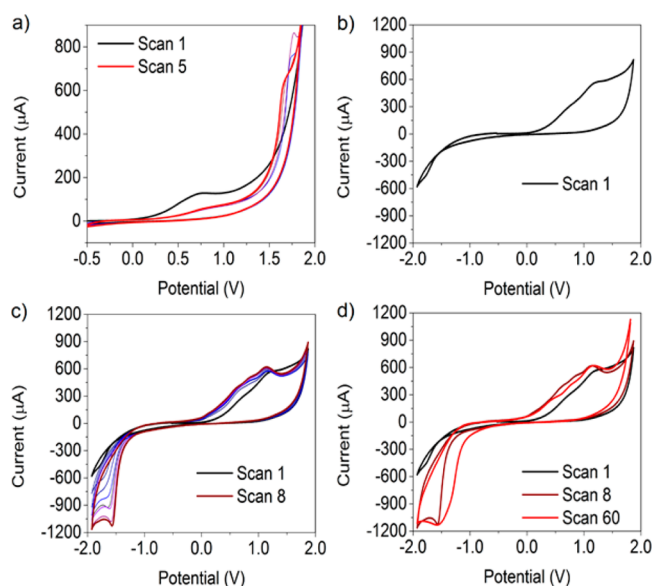 a)
Scan 1
Scan 5
Current (µA)
800
600
400
200
0
-0.5 0.0 0.5 1.0 1.5 2.0
Potential (V)
b)
Current (µA)
1200
900
600
300
0
-300
-600
-900
-1200
Scan 1
-2.0 -1.0 0.0 1.0 2.0
Potential (V)
c)
Current (µA)
1200
900
600
300
0
-300
-600
-900
-1200
Scan 1
Scan 8
-2.0 -1.0 0.0 1.0 2.0
Potential (V)
d)
Current (µA)
1200
900
600
300
0
-300
-600
-900
-1200
Scan 1
Scan 8
Scan 60
-2.0 -1.0 0.0 1.0 2.0
Potential (V)